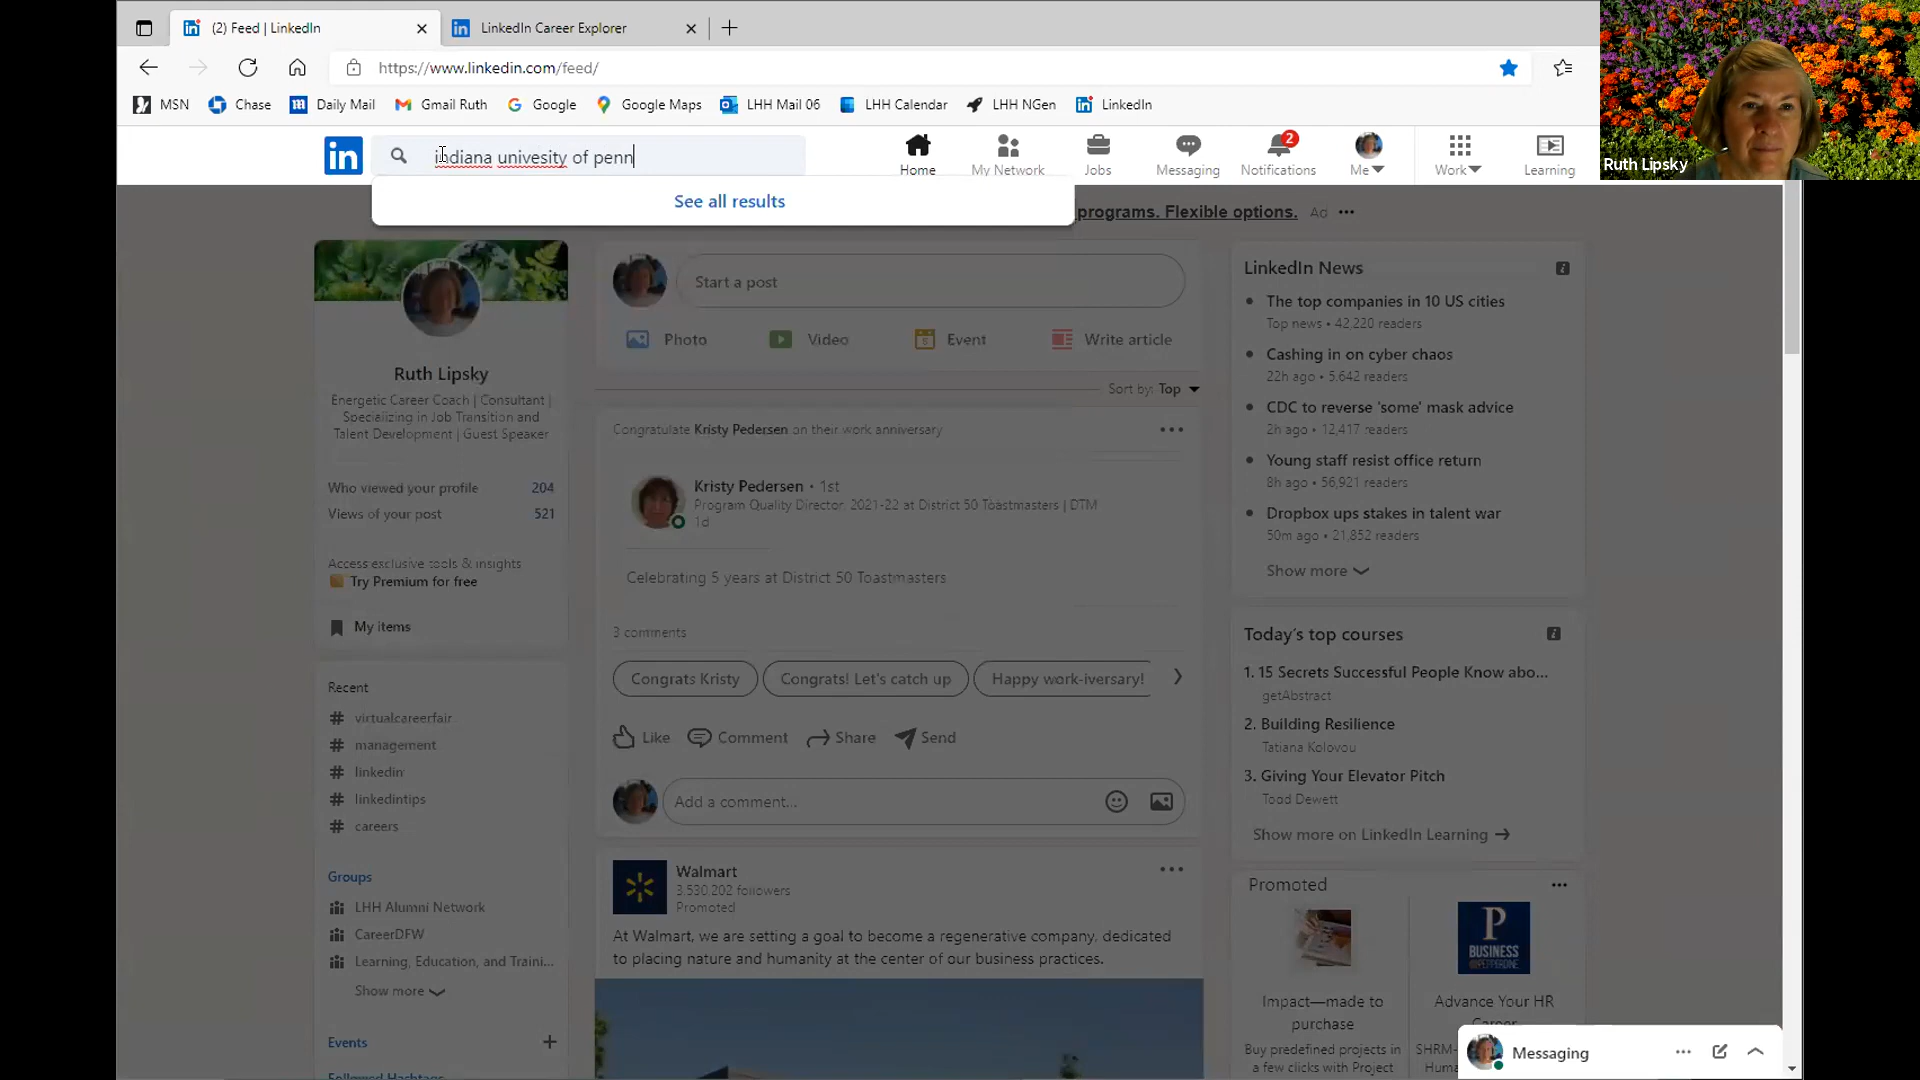 (2) Feed | LinkedIn
LinkedIn Career Explorer
https://www.linkedin.com/feed/
MSN Chase Daily Mail Gmail Ruth Google Google Maps LHH Mail 06 LHH Calendar LHH NGen LinkedIn
Ruth Lipsky
in
indiana univesity of penn
Home
My Network
Jobs
Messaging
2
Notifications
Me
Work
Learning
See all results
programs. Flexible options. Ad
Ruth Lipsky
Energetic Career Coach | Consultant |
Specializing in Job Transition and
Talent Development | Guest Speaker
Who viewed your profile 204
Views of your post 521
Access exclusive tools & insights
Try Premium for free
My items
Recent
# virtualcareerfair
# management
# linkedin
# linkedintips
# careers
Groups
LHH Alumni Network
CareerDFW
Learning, Education, and Traini...
Show more
Events
Followed Hashtags
Start a post
Photo
Video
Event
Write article
Sort by: Top
Congratulate Kristy Pedersen on their work anniversary
Kristy Pedersen • 1st
Program Quality Director, 2021-22 at District 50 Toastmasters | DTM
1d
Celebrating 5 years at District 50 Toastmasters
3 comments
Congrats Kristy
Congrats! Let's catch up
Happy work-iversary!
Like
Comment
Share
Send
Add a comment...
Walmart
3,530,202 followers
Promoted
At Walmart, we are setting a goal to become a regenerative company, dedicated
to placing nature and humanity at the center of our business practices.
LinkedIn News
The top companies in 10 US cities
Top news • 42,220 readers
Cashing in on cyber chaos
22h ago • 5,642 readers
CDC to reverse 'some' mask advice
2h ago • 12,417 readers
Young staff resist office return
8h ago • 56,921 readers
Dropbox ups stakes in talent war
50m ago • 21,852 readers
Show more
Today's top courses
1. 15 Secrets Successful People Know abo...
getAbstract
2. Building Resilience
Tatiana Kolovou
3. Giving Your Elevator Pitch
Todd Dewett
Show more on LinkedIn Learning
Promoted
P
BUSINESS
@PEPPERDINE
Impact—made to
purchase
Buy predefined projects in
a few clicks with Project
Advance Your HR
Career
SHRM-
Huma
Messaging